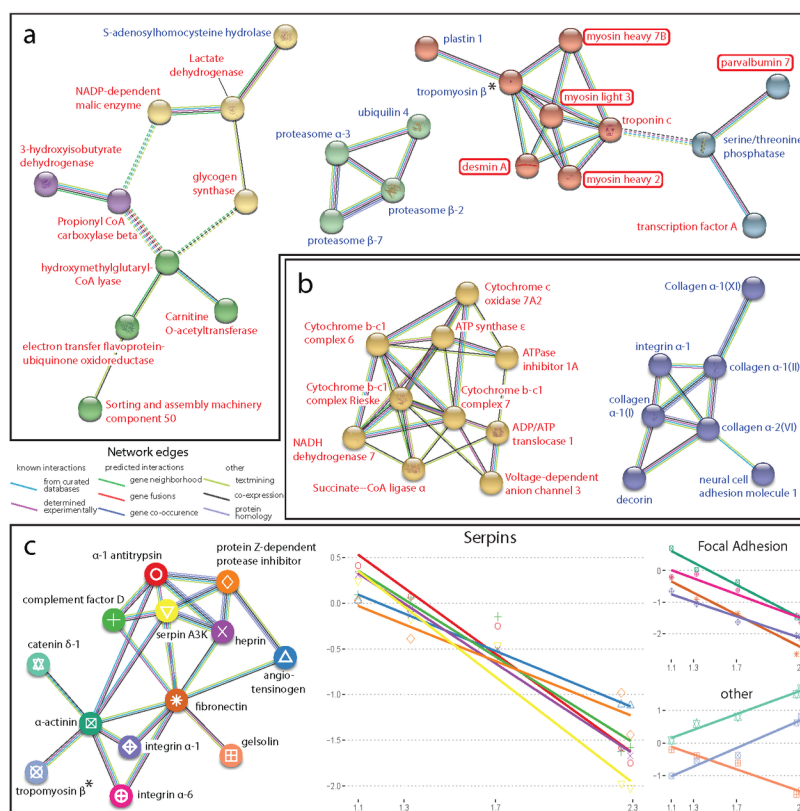 a
S-adenosylhomocysteine hydrolase
Lactate
dehydrogenase
NADP-dependent
malic enzyme
3-hydroxyisobutyrate
dehydrogenase
glycogen
synthase
Propionyl CoA
carboxylase beta
hydroxymethylglutaryl-
CoA lyase
Carnitine
O-acetyltransferase
electron transfer flavoprotein-
ubiquinone oxidoreductase
Sorting and assembly machinery
component 50
ubiquilin 4
proteasome α-3
proteasome β-2
proteasome β-7
plastin 1
myosin heavy 7B
tropomyosin β*
myosin light 3
troponin c
desmin A
myosin heavy 2
parvalbumin 7
serine/threonine
phosphatase
transcription factor A
b
Cytochrome c
oxidase 7A2
Cytochrome b-c1
complex 6
ATP synthase ε
ATPase
inhibitor 1A
Cytochrome b-c1
complex Rieske
Cytochrome b-c1
complex 7
NADH
dehydrogenase 7
ADP/ATP
translocase 1
Succinate--CoA ligase α
Voltage-dependent
anion channel 3
Collagen α-1(XI)
integrin α-1
collagen α-1(II)
collagen
α-1(I)
collagen α-2(VI)
decorin
neural cell
adhesion molecule 1
Network edges
known interactions
predicted interactions
other
from curated
databases
determined
experimentally
gene neighborhood
gene fusions
gene co-occurence
textmining
co-expression
protein
homology
c
α-1 antitrypsin
protein Z-dependent
protease inhibitor
complement factor D
serpin A3K
heprin
catenin δ-1
angio-
tensinogen
fibronectin
α-actinin
integrin α-1
gelsolin
tropomyosin β*
integrin α-6
Serpins
0.5
0.0
-0.5
-1.0
-1.5
-2.0
1.1
1.3
1.7
2.3
Focal Adhesion
0
-1
-2
1.1
1.3
1.7
other
1
0
-1
1.1
1.3
1.7